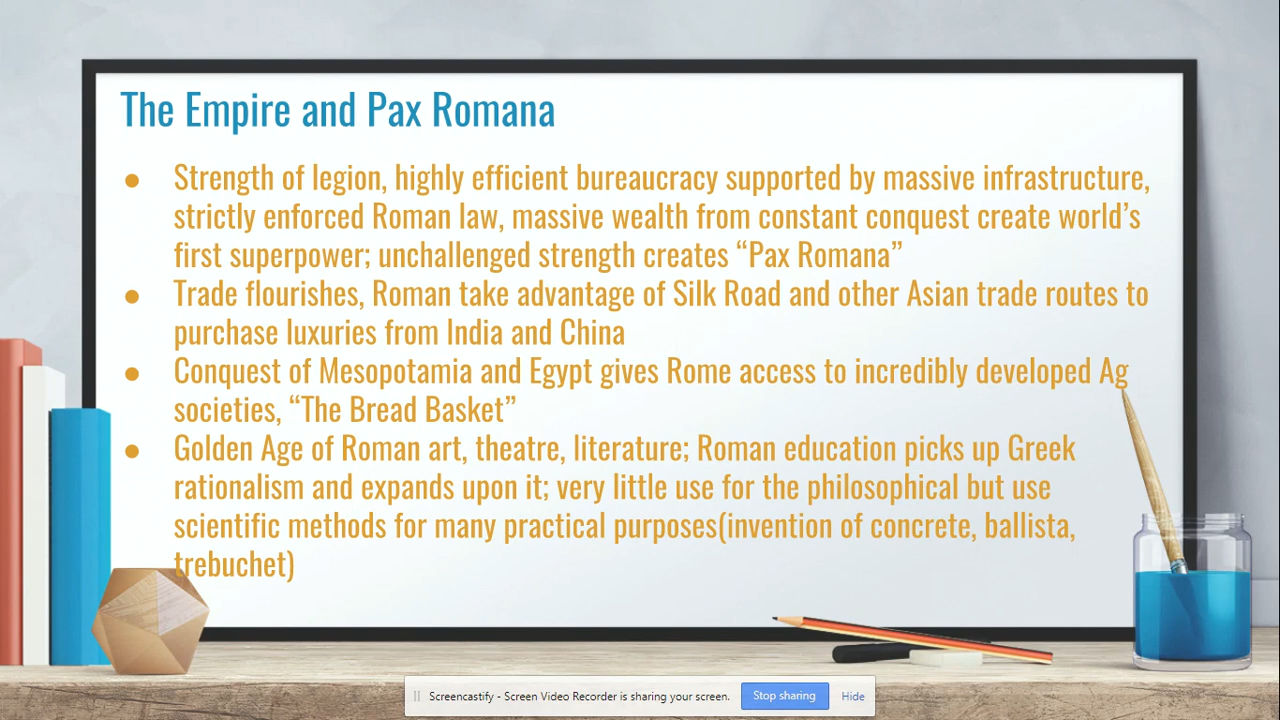 The Empire and Pax Romana
● Strength of legion, highly efficient bureaucracy supported by massive infrastructure,
strictly enforced Roman law, massive wealth from constant conquest create world’s
first superpower; unchallenged strength creates “Pax Romana”
● Trade flourishes, Roman take advantage of Silk Road and other Asian trade routes to
purchase luxuries from India and China
● Conquest of Mesopotamia and Egypt gives Rome access to incredibly developed Ag
societies, “The Bread Basket”
● Golden Age of Roman art, theatre, literature; Roman education picks up Greek
rationalism and expands upon it; very little use for the philosophical but use
scientific methods for many practical purposes(invention of concrete, ballista,
trebuchet)
Screencastify - Screen Video Recorder is sharing your screen. Stop sharing Hide